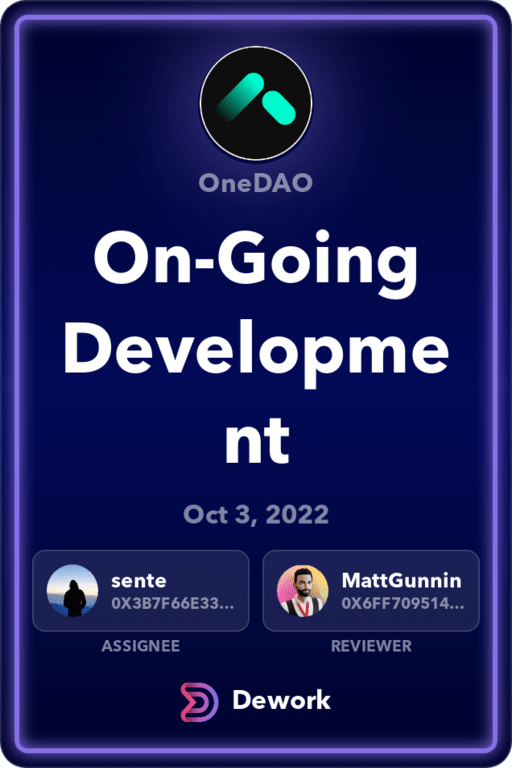 OneDAO
On-Going
Developme
nt
Oct 3, 2022
sente
0X3B7F66E33...
ASSIGNEE
MattGunnin
0X6FF709514...
REVIEWER
Dework